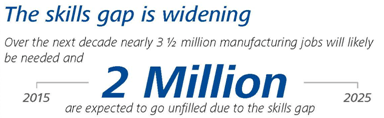 The skills gap is widening
Over the next decade nearly 3 ½ million manufacturing jobs will likely
be needed and
2 Million
2015
2025
are expected to go unfilled due to the skills gap